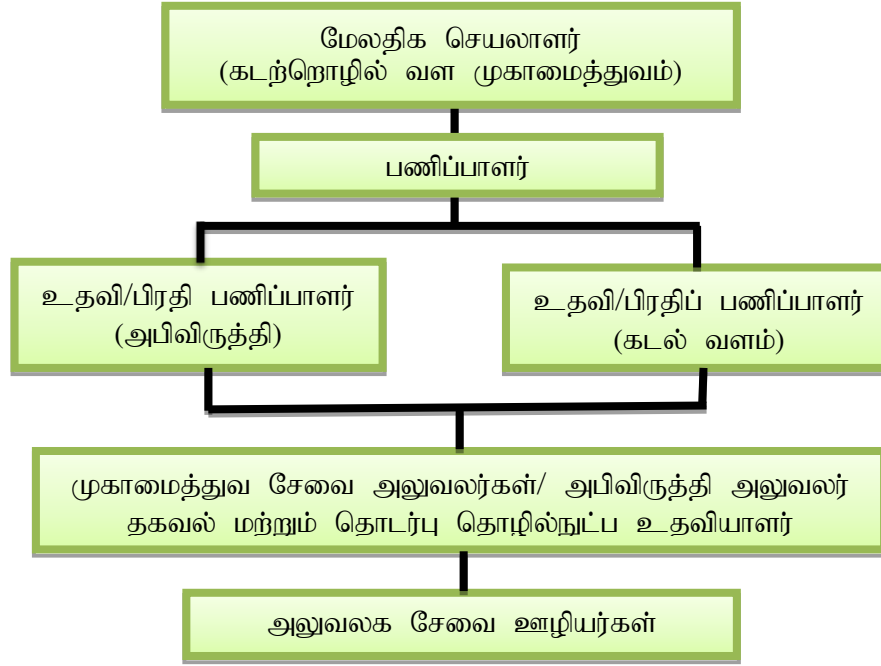 மேலதிக செயலாளர்
(கடற்றொழில் வள முகாமைத்துவம்)
பணிப்பாளர்
உதவி/பிரதி பணிப்பாளர்
(அபிவிருத்தி)
உதவி/பிரதிப் பணிப்பாளர்
(கடல் வளம்)
முகாமைத்துவ சேவை அலுவலர்கள்/ அபிவிருத்தி அலுவலர்
தகவல் மற்றும் தொடர்பு தொழில்நுட்ப உதவியாளர்
அலுவலக சேவை ஊழியர்கள்